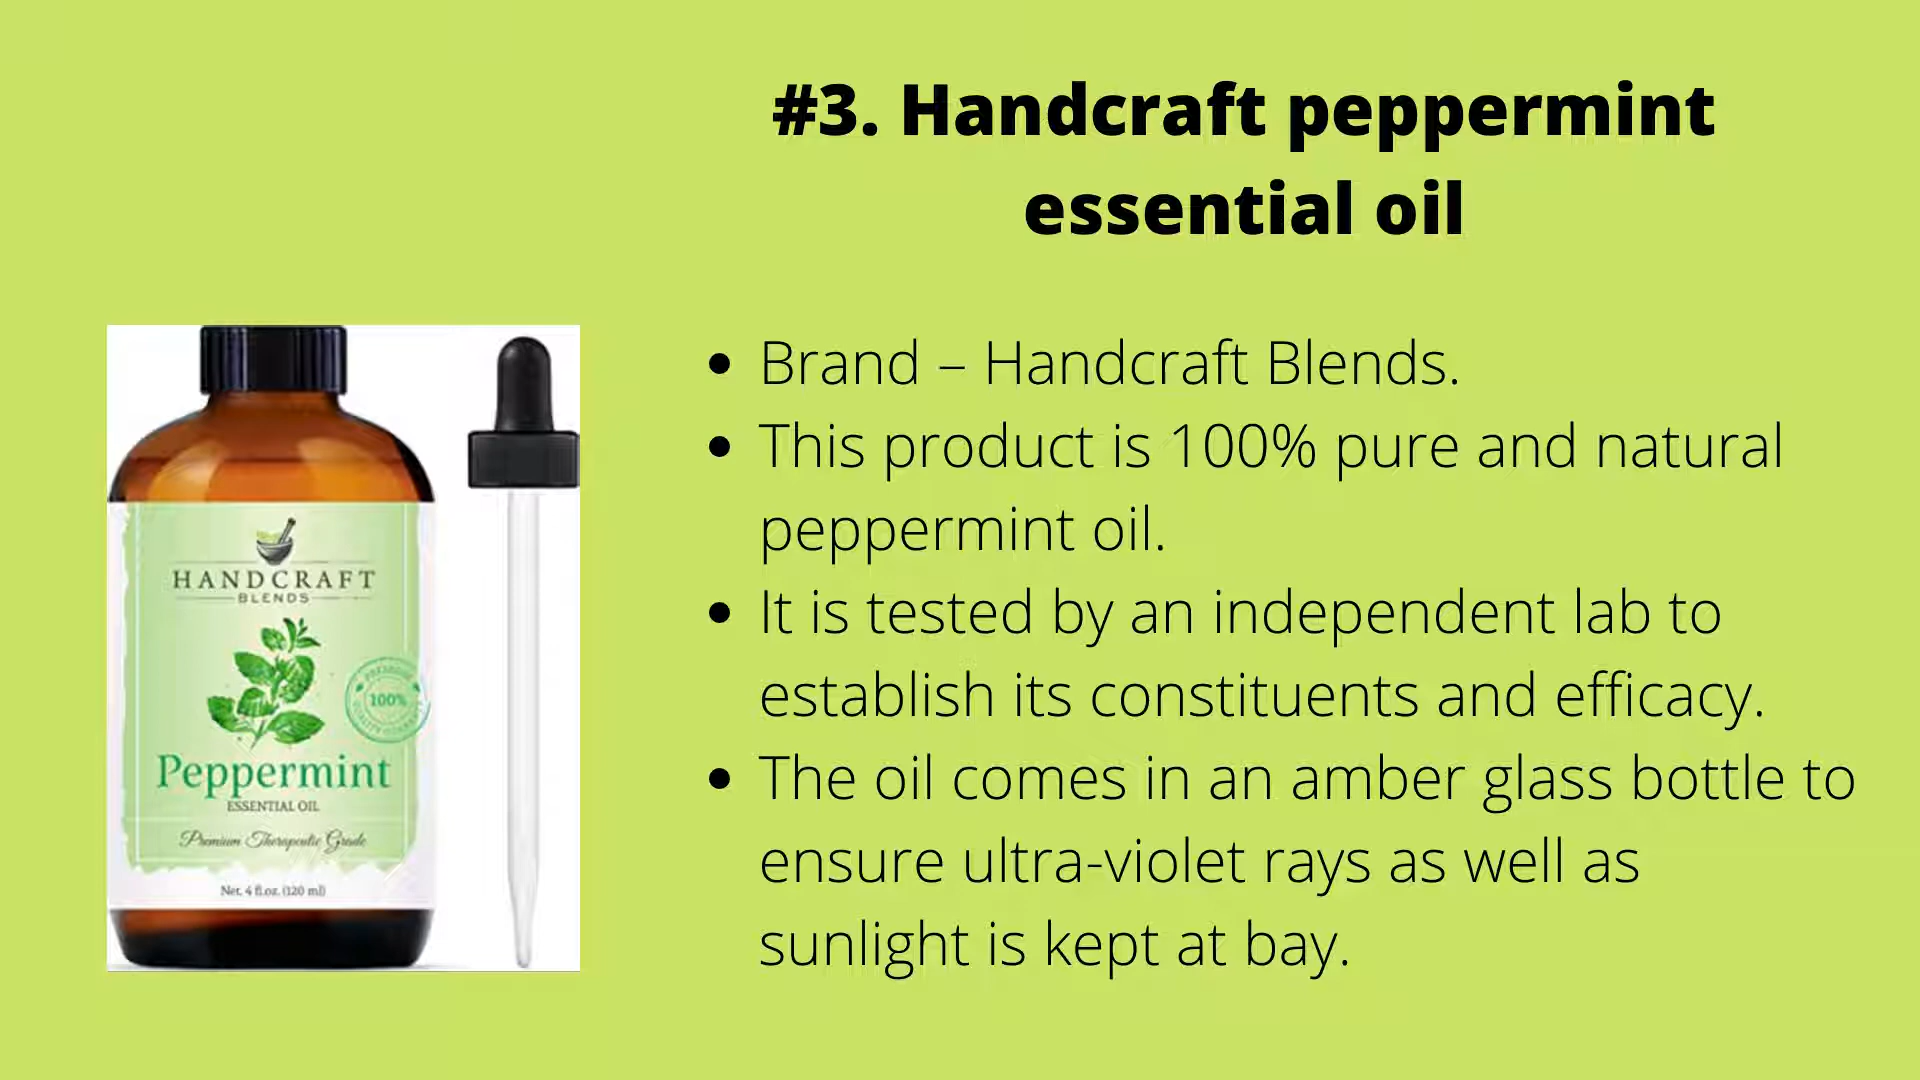 #3. Handcraft peppermint
essential oil
• Brand – Handcraft Blends.
• This product is 100% pure and natural
peppermint oil.
• It is tested by an independent lab to
establish its constituents and efficacy.
• The oil comes in an amber glass bottle to
ensure ultra-violet rays as well as
sunlight is kept at bay.
HANDCRAFT
BLENDS
100%
Peppermint
ESSENTIAL OIL
Premium Therapeutic Grade
Net. 4 fl.oz. (120 ml)